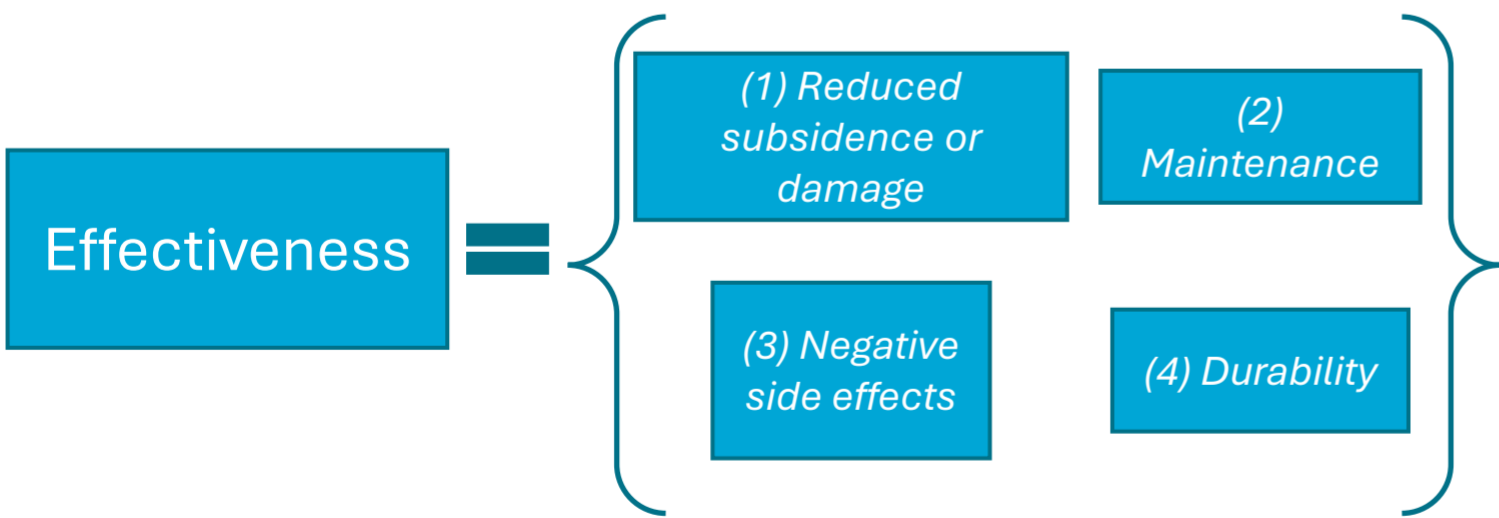 Effectiveness
(1) Reduced
subsidence or
damage
(2)
Maintenance
(3) Negative
side effects
(4) Durability